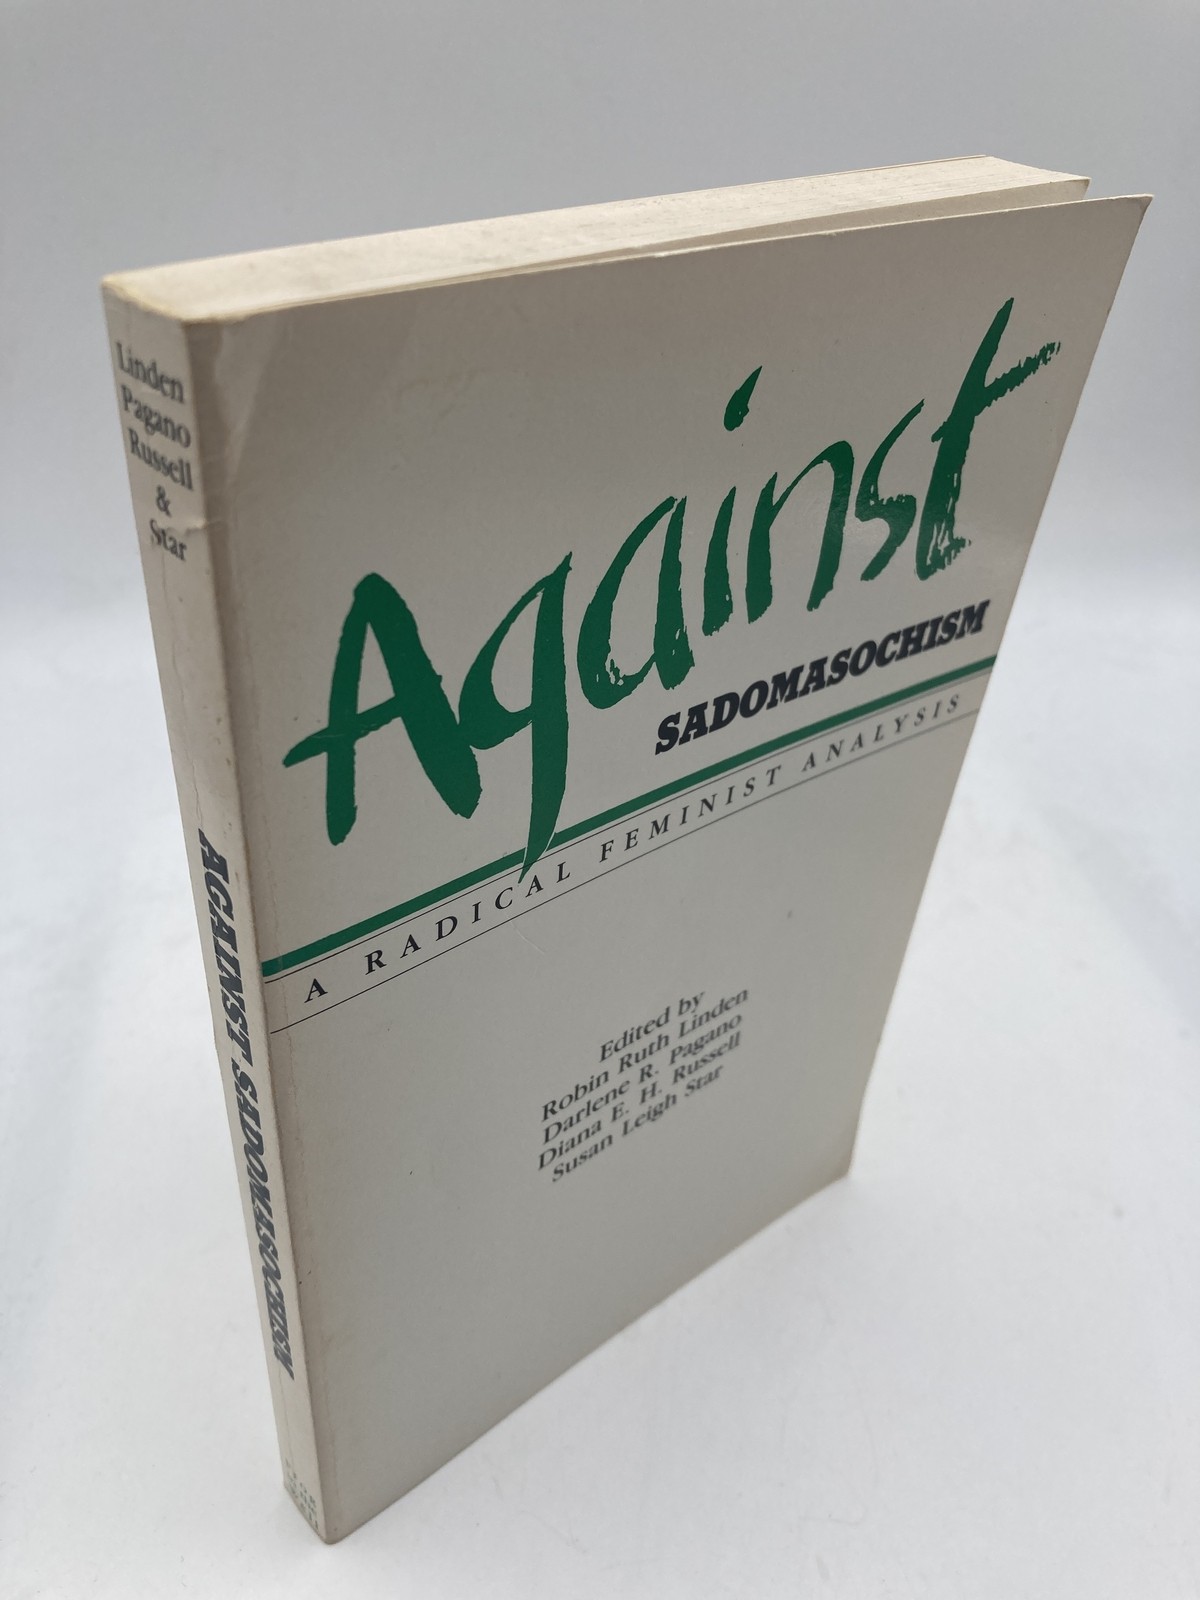 Linden
Pagano
Russell
&
Star
AGAINST SADOMASOCHISM
Against
SADOMASOCHISM
A RADICAL FEMINIST ANALYSIS
Edited by
Robin Ruth Linden
Darlene R. Pagano
Diana E. H. Russell
Susan Leigh Star